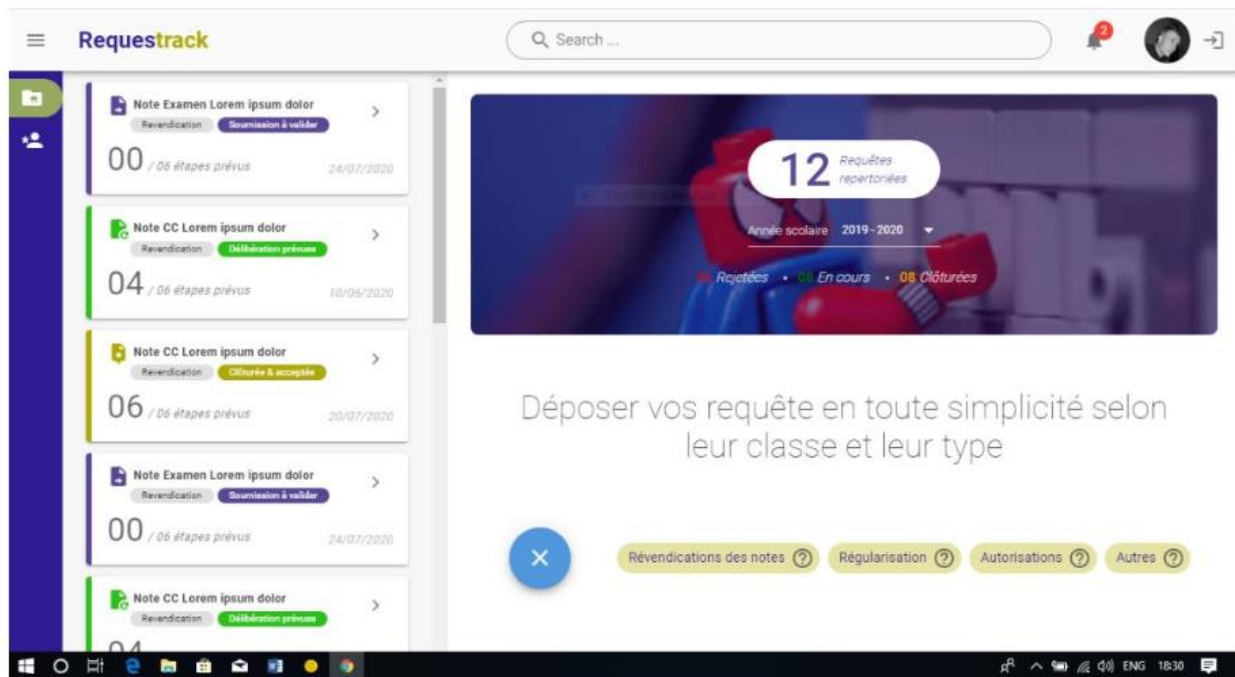 Requestrack
Search ...
2
Note Examen Lorem ipsum dolor
Revendication Soumission à valider
00 / 06 étapes prévus 24/07/2020
Note CC Lorem ipsum dolor
Revendication Délibération prévues
04 / 06 étapes prévus 10/06/2020
Note CC Lorem ipsum dolor
Revendication Clôturée & acceptée
06 / 06 étapes prévus 20/07/2020
Note Examen Lorem ipsum dolor
Revendication Soumission à valider
00 / 06 étapes prévus 24/07/2020
Note CC Lorem ipsum dolor
Revendication Délibération prévues
04
12 Requêtes
repertoriées
Année scolaire 2019 - 2020
Rejetées • En cours • 08 Clôturées
Déposer vos requête en toute simplicité selon
leur classe et leur type
Révendications des notes ? Régularisation ? Autorisations ? Autres ?
ENG 18:30